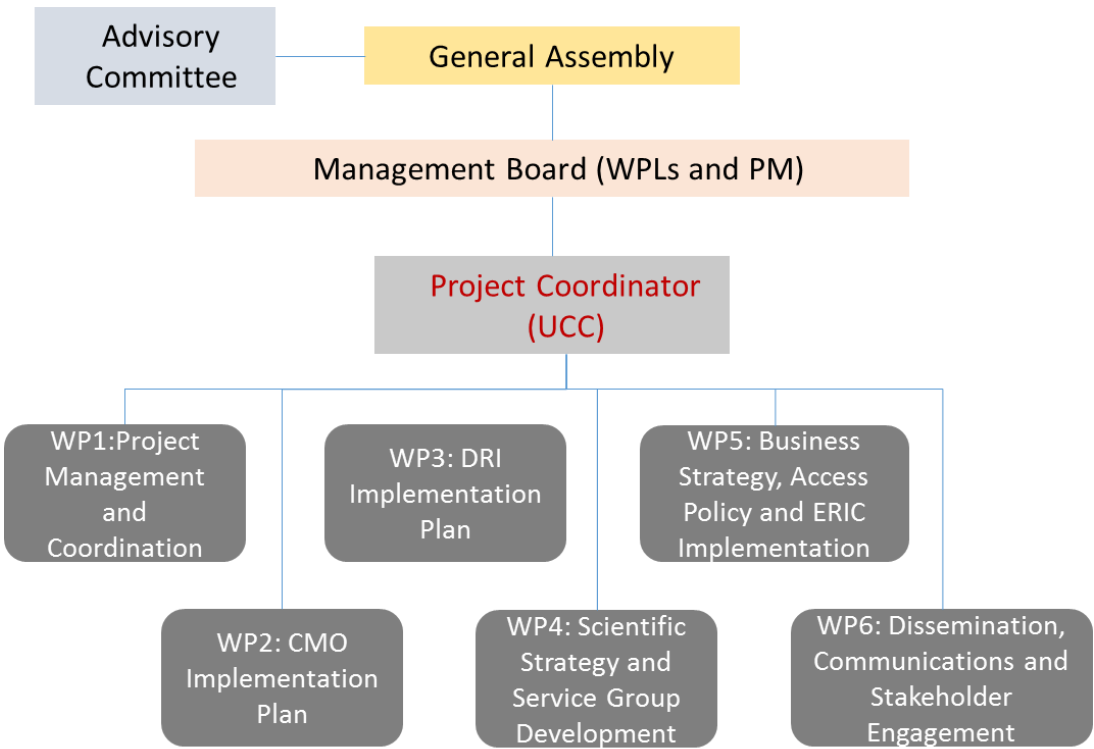 Advisory
Committee
General Assembly
Management Board (WPLs and PM)
Project Coordinator
(UCC)
WP1:Project
Management
and
Coordination
WP3: DRI
Implementation
Plan
WP5: Business
Strategy, Access
Policy and ERIC
Implementation
WP2: CMO
Implementation
Plan
WP4: Scientific
Strategy and
Service Group
Development
WP6: Dissemination,
Communications and
Stakeholder
Engagement